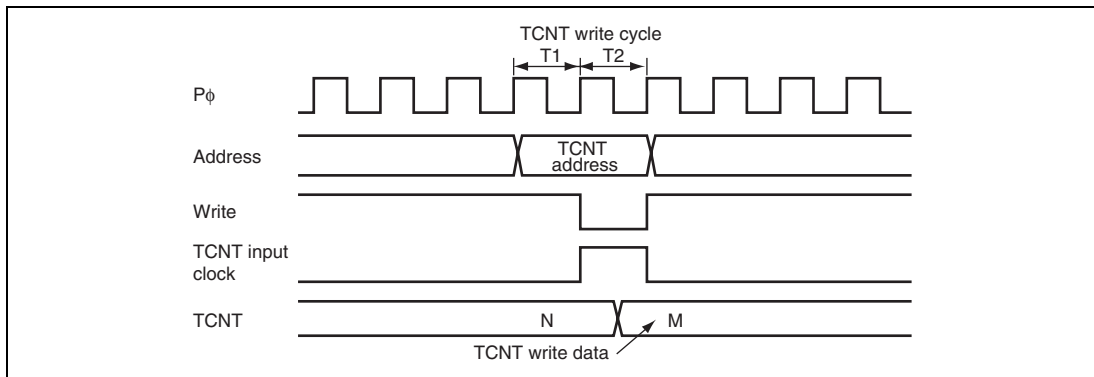 TCNT write cycle
T1 T2
Pϕ
Address
TCNT
address
Write
TCNT input
clock
TCNT
N
M
TCNT write data